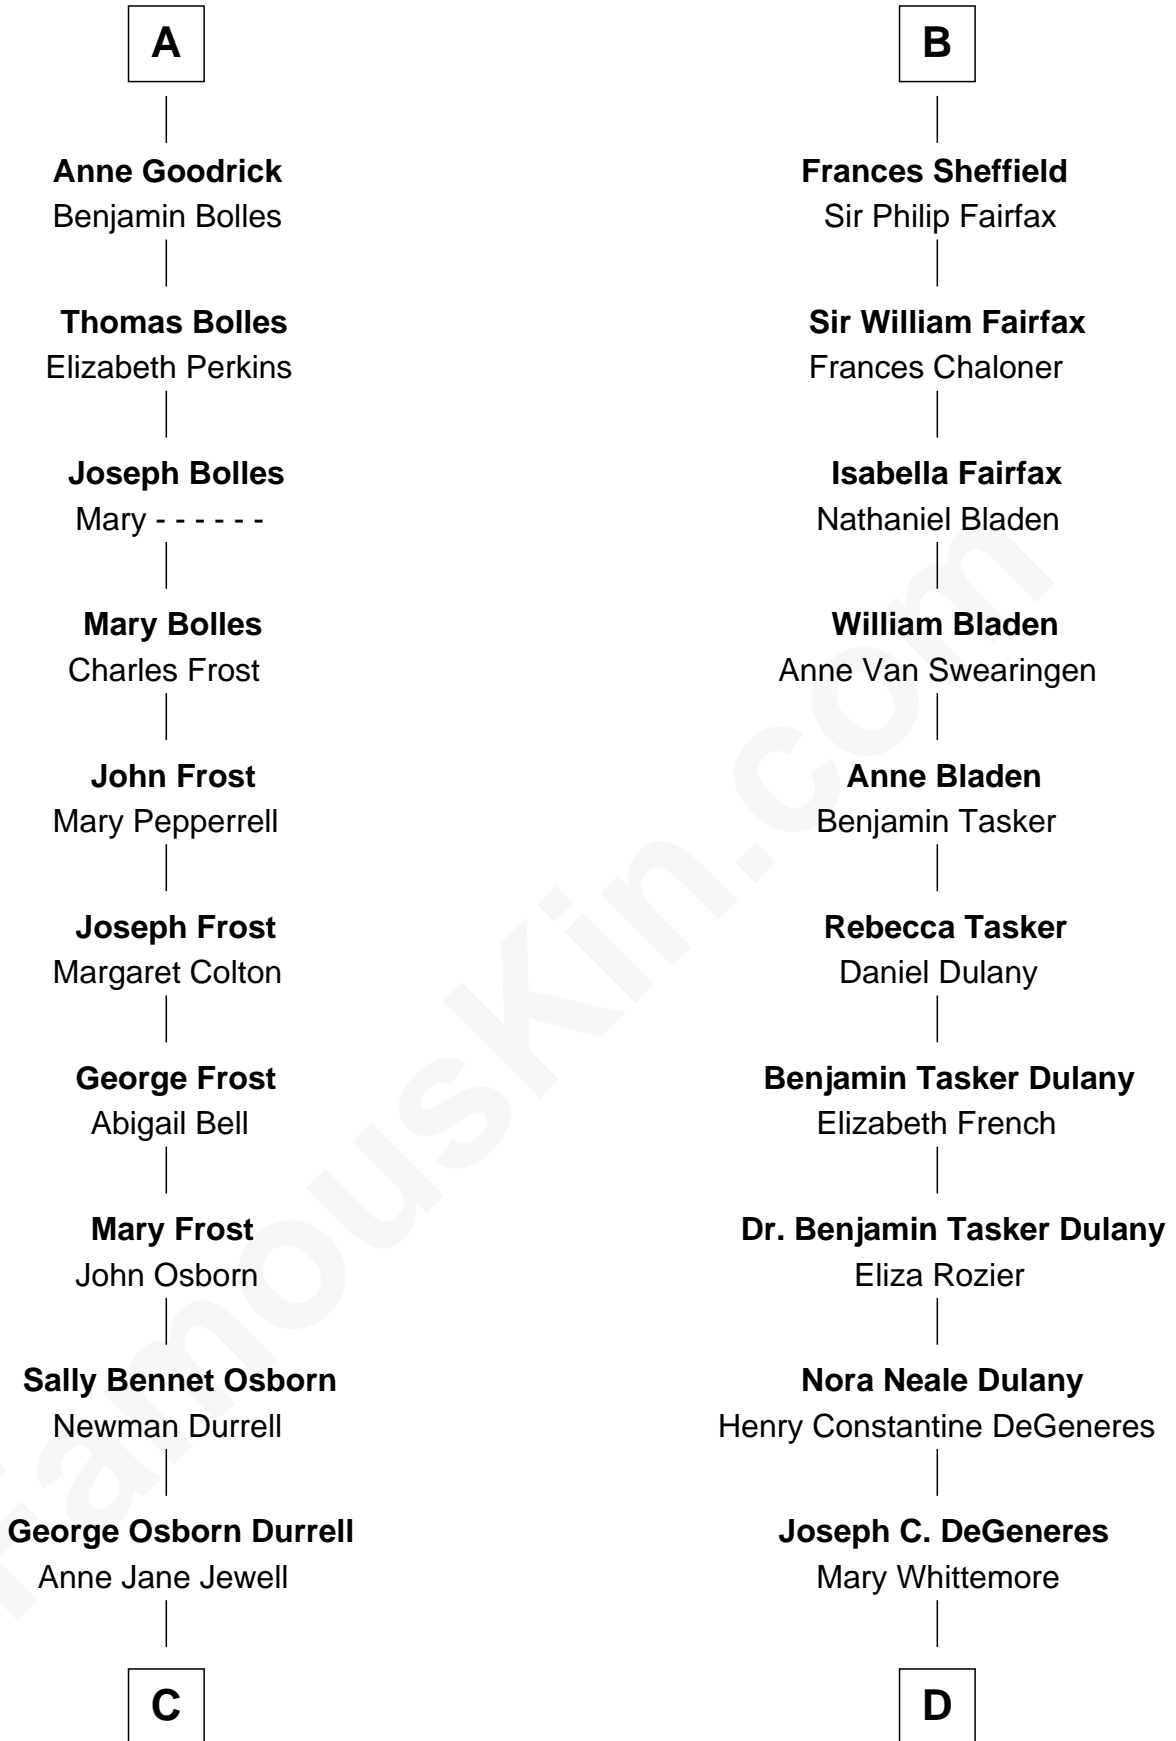 A
Anne Goodrick
Benjamin Bolles
Thomas Bolles
Elizabeth Perkins
Joseph Bolles
Mary - - - - - -
Mary Bolles
Charles Frost
John Frost
Mary Pepperrell
Joseph Frost
Margaret Colton
George Frost
Abigail Bell
Mary Frost
John Osborn
Sally Bennet Osborn
Newman Durrell
George Osborn Durrell
Anne Jane Jewell
C
B
Frances Sheffield
Sir Philip Fairfax
Sir William Fairfax
Frances Chaloner
Isabella Fairfax
Nathaniel Bladen
William Bladen
Anne Van Swearingen
Anne Bladen
Benjamin Tasker
Rebecca Tasker
Daniel Dulany
Benjamin Tasker Dulany
Elizabeth French
Dr. Benjamin Tasker Dulany
Eliza Rozier
Nora Neale Dulany
Henry Constantine DeGeneres
Joseph C. DeGeneres
Mary Whittemore
D
FamousKin.com